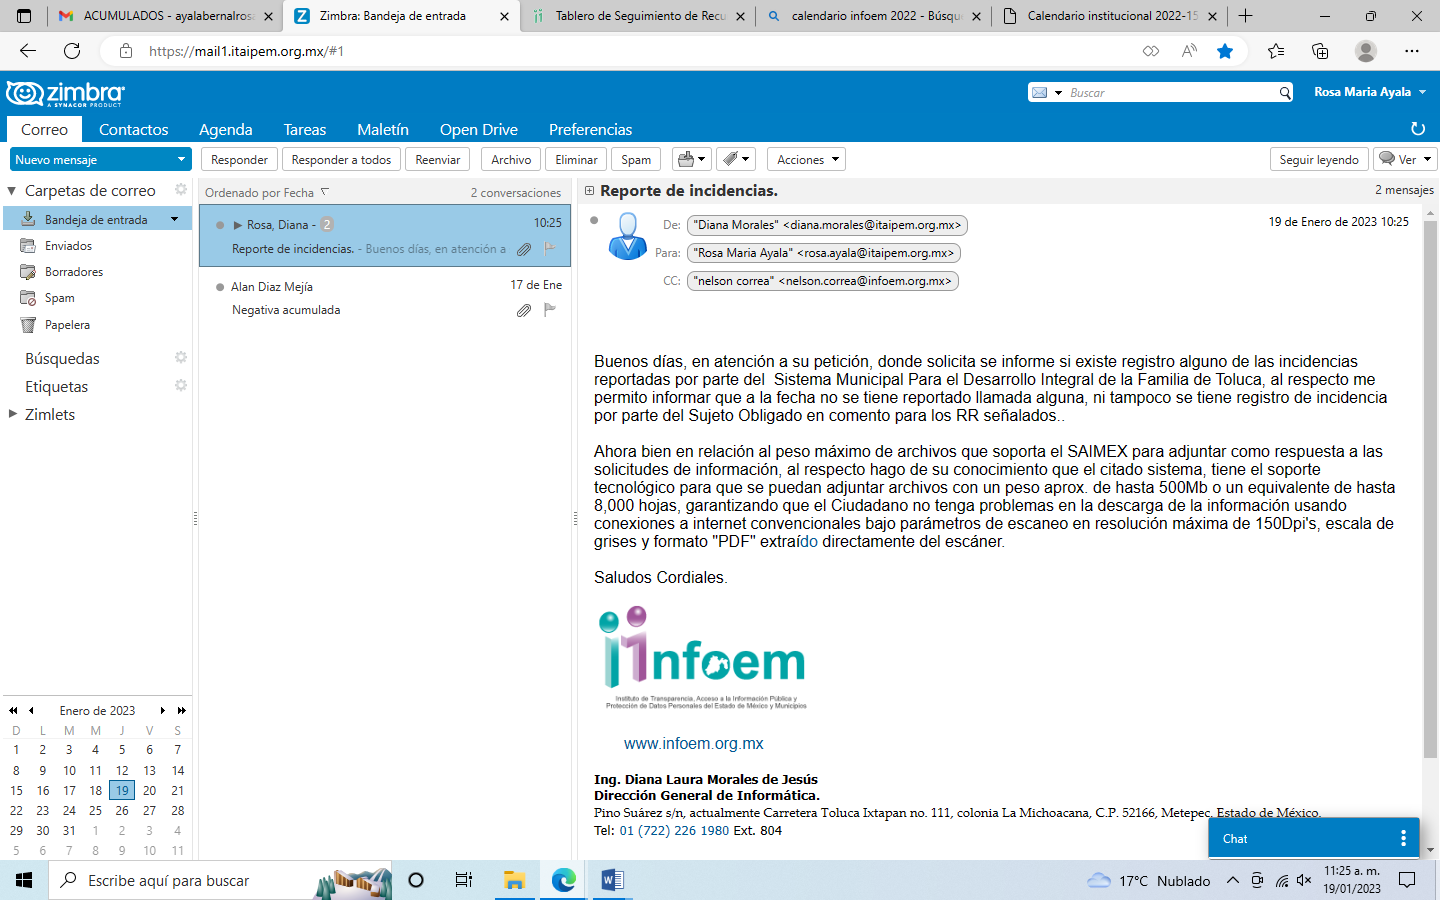 ACUMULADOS - ayalabernalros
Zimbra: Bandeja de entrada
Tablero de Seguimiento de Recu
calendario infoem 2022 - Búsqu
Calendario institucional 2022-15
https://mail1.itaipem.org.mx/#1
zimbra
A SYNACOR PRODUCT
Buscar
Rosa Maria Ayala
Correo Contactos Agenda Tareas Maletín Open Drive Preferencias
Nuevo mensaje
Responder Responder a todos Reenviar Archivo Eliminar Spam Acciones Seguir leyendo Ver
Carpetas de correo
Bandeja de entrada
Enviados
Borradores
Spam
Papelera
Búsquedas
Etiquetas
Zimlets
Ordenado por Fecha 2 conversaciones
Rosa, Diana - 2 10:25
Reporte de incidencias. - Buenos días, en atención a
Alan Diaz Mejía 17 de Ene
Negativa acumulada
Reporte de incidencias. 2 mensajes
De: "Diana Morales" <diana.morales@itaipem.org.mx> 19 de Enero de 2023 10:25
Para: "Rosa Maria Ayala" <rosa.ayala@itaipem.org.mx>
CC: "nelson correa" <nelson.correa@infoem.org.mx>
Buenos días, en atención a su petición, donde solicita se informe si existe registro alguno de las incidencias
reportadas por parte del  Sistema Municipal Para el Desarrollo Integral de la Familia de Toluca, al respecto me
permito informar que a la fecha no se tiene reportado llamada alguna, ni tampoco se tiene registro de incidencia
por parte del Sujeto Obligado en comento para los RR señalados..
Ahora bien en relación al peso máximo de archivos que soporta el SAIMEX para adjuntar como respuesta a las
solicitudes de información, al respecto hago de su conocimiento que el citado sistema, tiene el soporte
tecnológico para que se puedan adjuntar archivos con un peso aprox. de hasta 500Mb o un equivalente de hasta
8,000 hojas, garantizando que el Ciudadano no tenga problemas en la descarga de la información usando
conexiones a internet convencionales bajo parámetros de escaneo en resolución máxima de 150Dpi's, escala de
grises y formato "PDF" extraído directamente del escáner.
Saludos Cordiales.
infoem
Instituto de Transparencia, Acceso a la Información Pública y
Protección de Datos Personales del Estado de México y Municipios
www.infoem.org.mx
Ing. Diana Laura Morales de Jesús
Dirección General de Informática.
Pino Suárez s/n, actualmente Carretera Toluca Ixtapan no. 111, colonia La Michoacana, C.P. 52166, Metepec, Estado de México.
Tel: 01 (722) 226 1980 Ext. 804
Chat
Enero de 2023
D L M M J V S
1 2 3 4 5 6 7
8 9 10 11 12 13 14
15 16 17 18 19 20 21
22 23 24 25 26 27 28
29 30 31 1 2 3 4
5 6 7 8 9 10 11
Escribe aquí para buscar
17°C Nublado
11:25 a. m.
19/01/2023